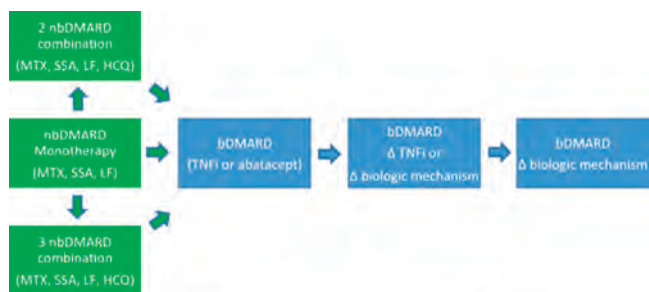 2 nbDMARD
combination
(MTX, SSA, LF, HCQ)
nbDMARD
Monotherapy
(MTX, SSA, LF)
3 nbDMARD
combination
(MTX, SSA, LF, HCQ)
bDMARD
(TNFi or abatacept)
bDMARD
Δ TNFi or
Δ biologic mechanism
bDMARD
Δ biologic mechanism